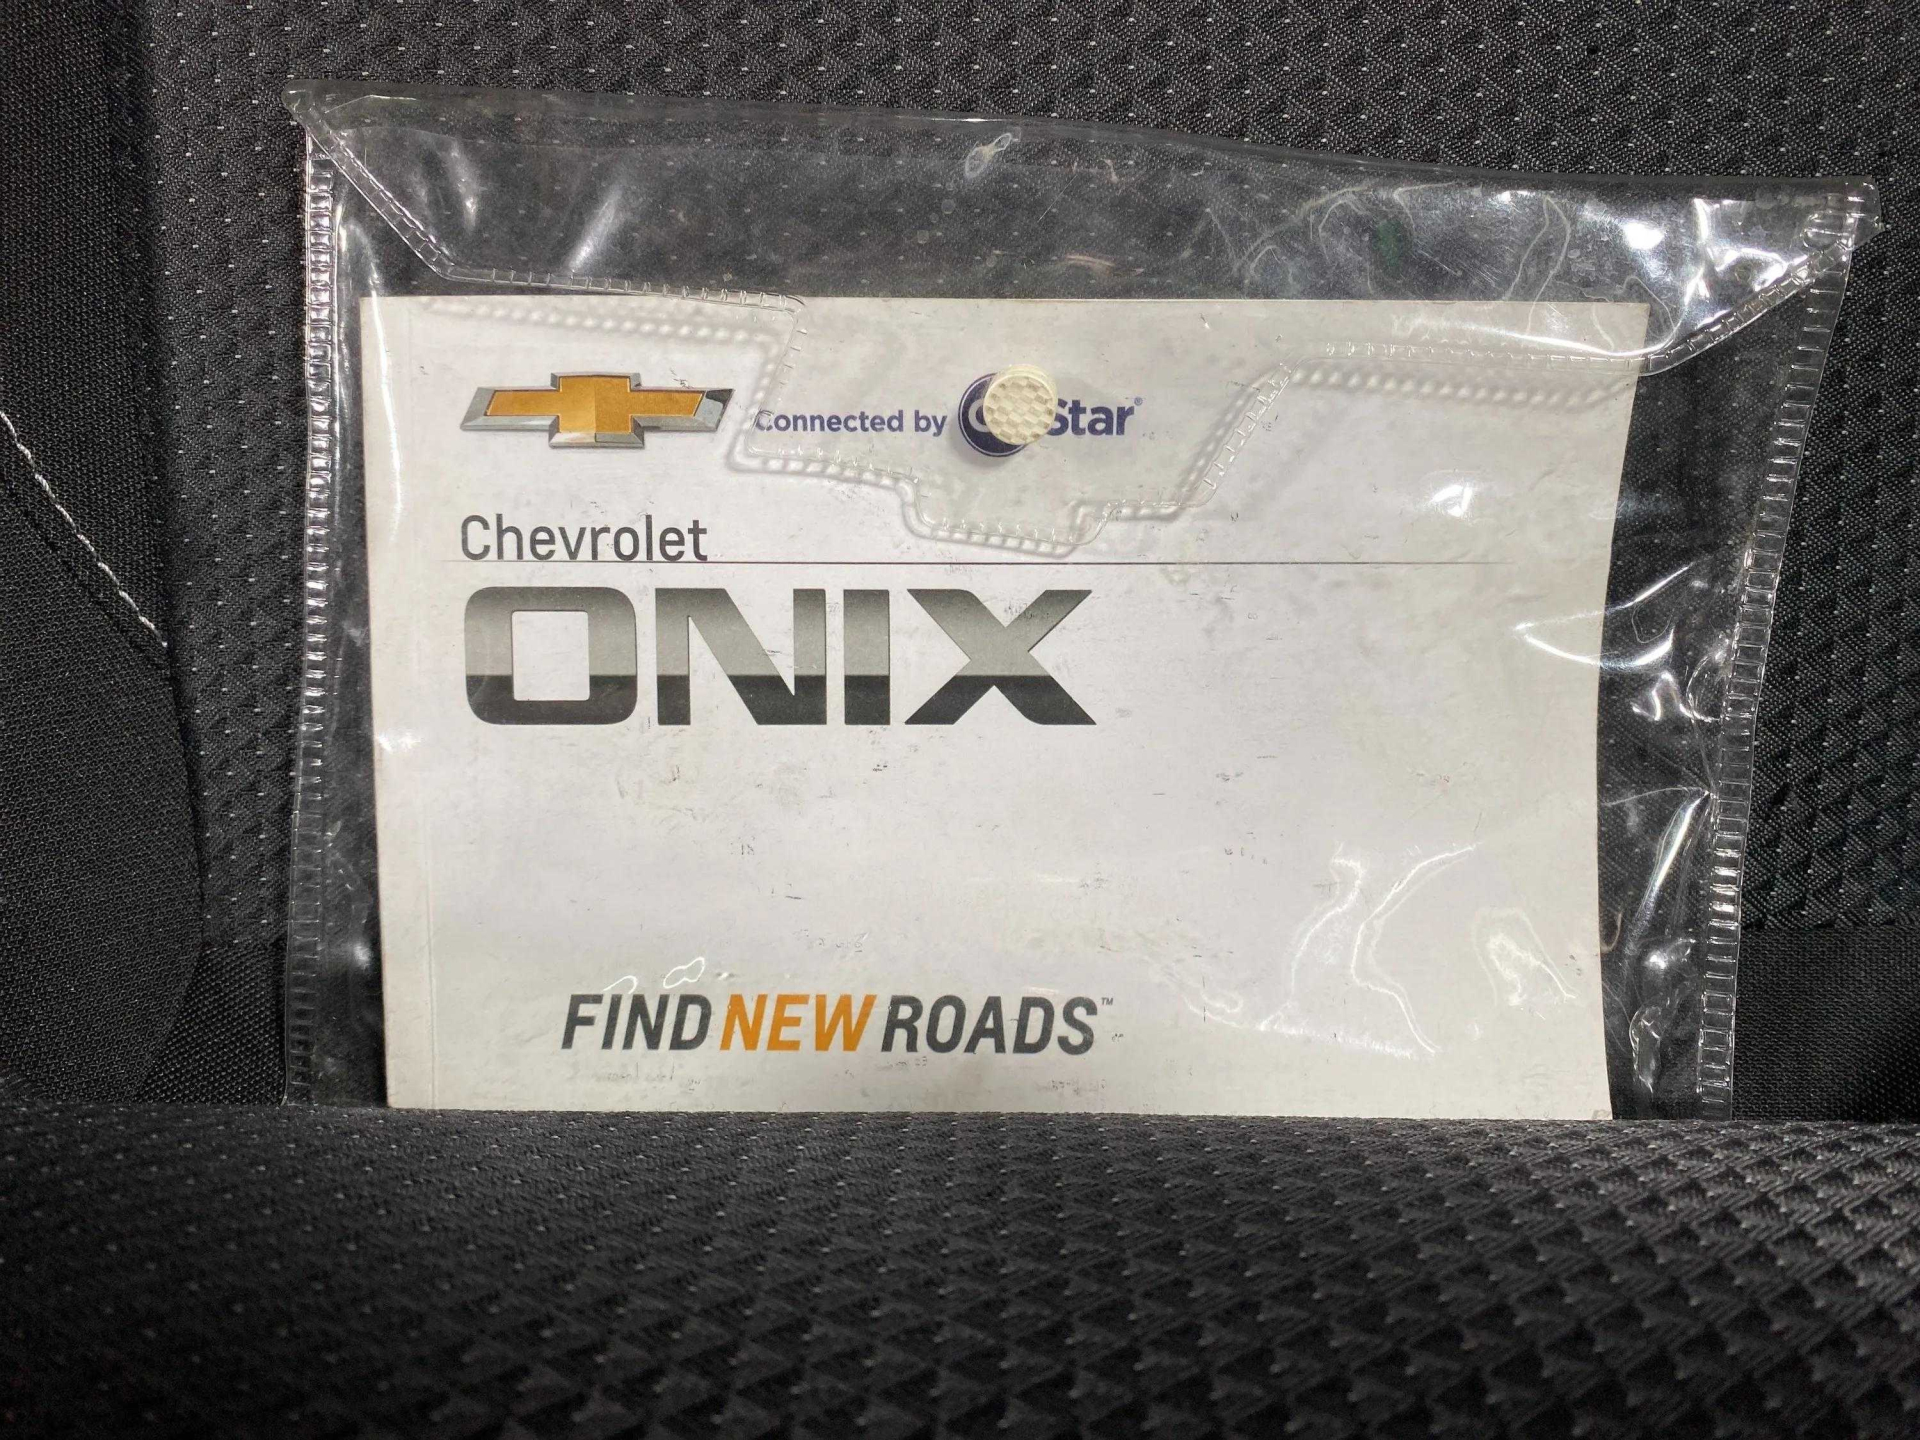 Connected by Star®
Chevrolet
ONIX
FIND NEW ROADS™